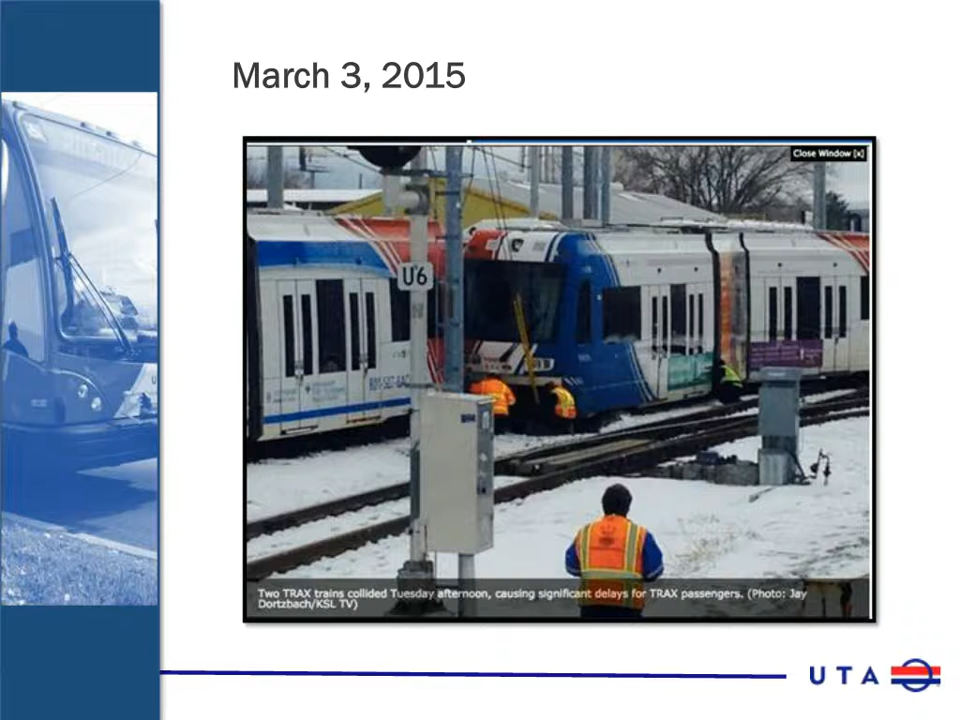 March 3, 2015
Close Window [x]
U6
Two TRAX trains collided Tuesday afternoon, causing significant delays for TRAX passengers. (Photo: Jay
Dortzbach/KSL TV)
UTA